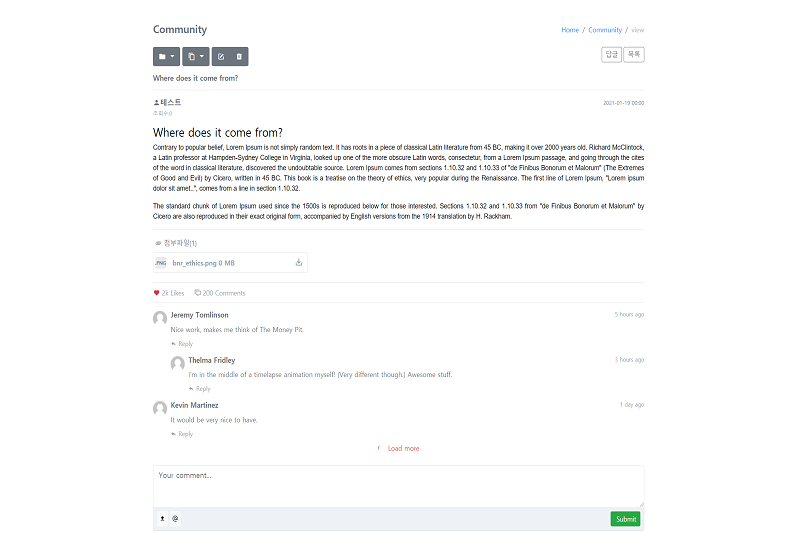 Community
Home / Community / view
답글 목록
Where does it come from?
테스트
2021-01-19 00:00
조회수:0
Where does it come from?
Contrary to popular belief, Lorem Ipsum is not simply random text. It has roots in a piece of classical Latin literature from 45 BC, making it over 2000 years old. Richard McClintock,
a Latin professor at Hampden-Sydney College in Virginia, looked up one of the more obscure Latin words, consectetur, from a Lorem Ipsum passage, and going through the cites
of the word in classical literature, discovered the undoubtable source. Lorem Ipsum comes from sections 1.10.32 and 1.10.33 of "de Finibus Bonorum et Malorum" (The Extremes
of Good and Evil) by Cicero, written in 45 BC. This book is a treatise on the theory of ethics, very popular during the Renaissance. The first line of Lorem Ipsum, "Lorem ipsum
dolor sit amet..", comes from a line in section 1.10.32.
The standard chunk of Lorem Ipsum used since the 1500s is reproduced below for those interested. Sections 1.10.32 and 1.10.33 from "de Finibus Bonorum et Malorum" by
Cicero are also reproduced in their exact original form, accompanied by English versions from the 1914 translation by H. Rackham.
첨부파일(1)
.PNG bnr_ethics.png 0 MB
2k Likes 200 Comments
Jeremy Tomlinson
5 hours ago
Nice work, makes me think of The Money Pit.
Reply
Thelma Fridley
3 hours ago
i'm in the middle of a timelapse animation myself! (Very different though.) Awesome stuff.
Reply
Kevin Martinez
1 day ago
It would be very nice to have.
Reply
Load more
Your comment...
@
Submit